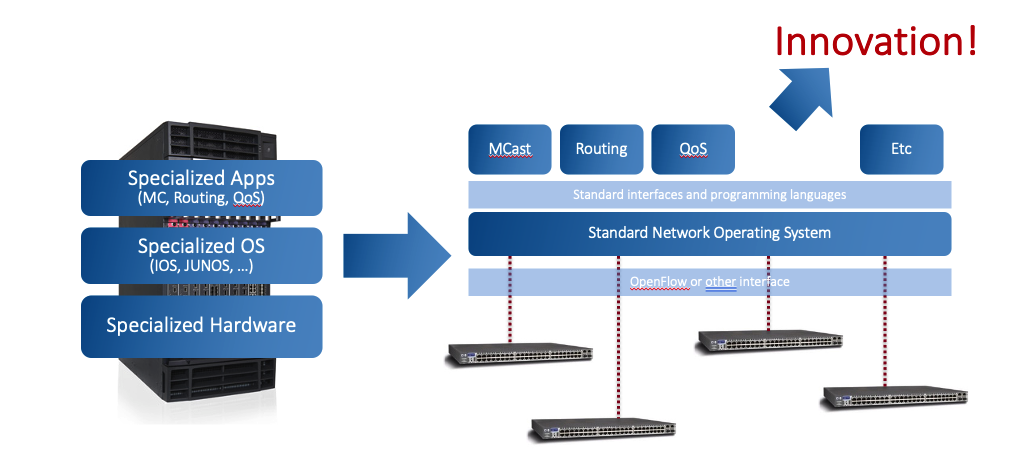 Innovation!
Specialized Apps
(MC, Routing, QoS)
Specialized OS
(IOS, JUNOS, ...)
Specialized Hardware
MCast
Routing
QoS
Etc
Standard interfaces and programming languages
Standard Network Operating System
OpenFlow or other interface